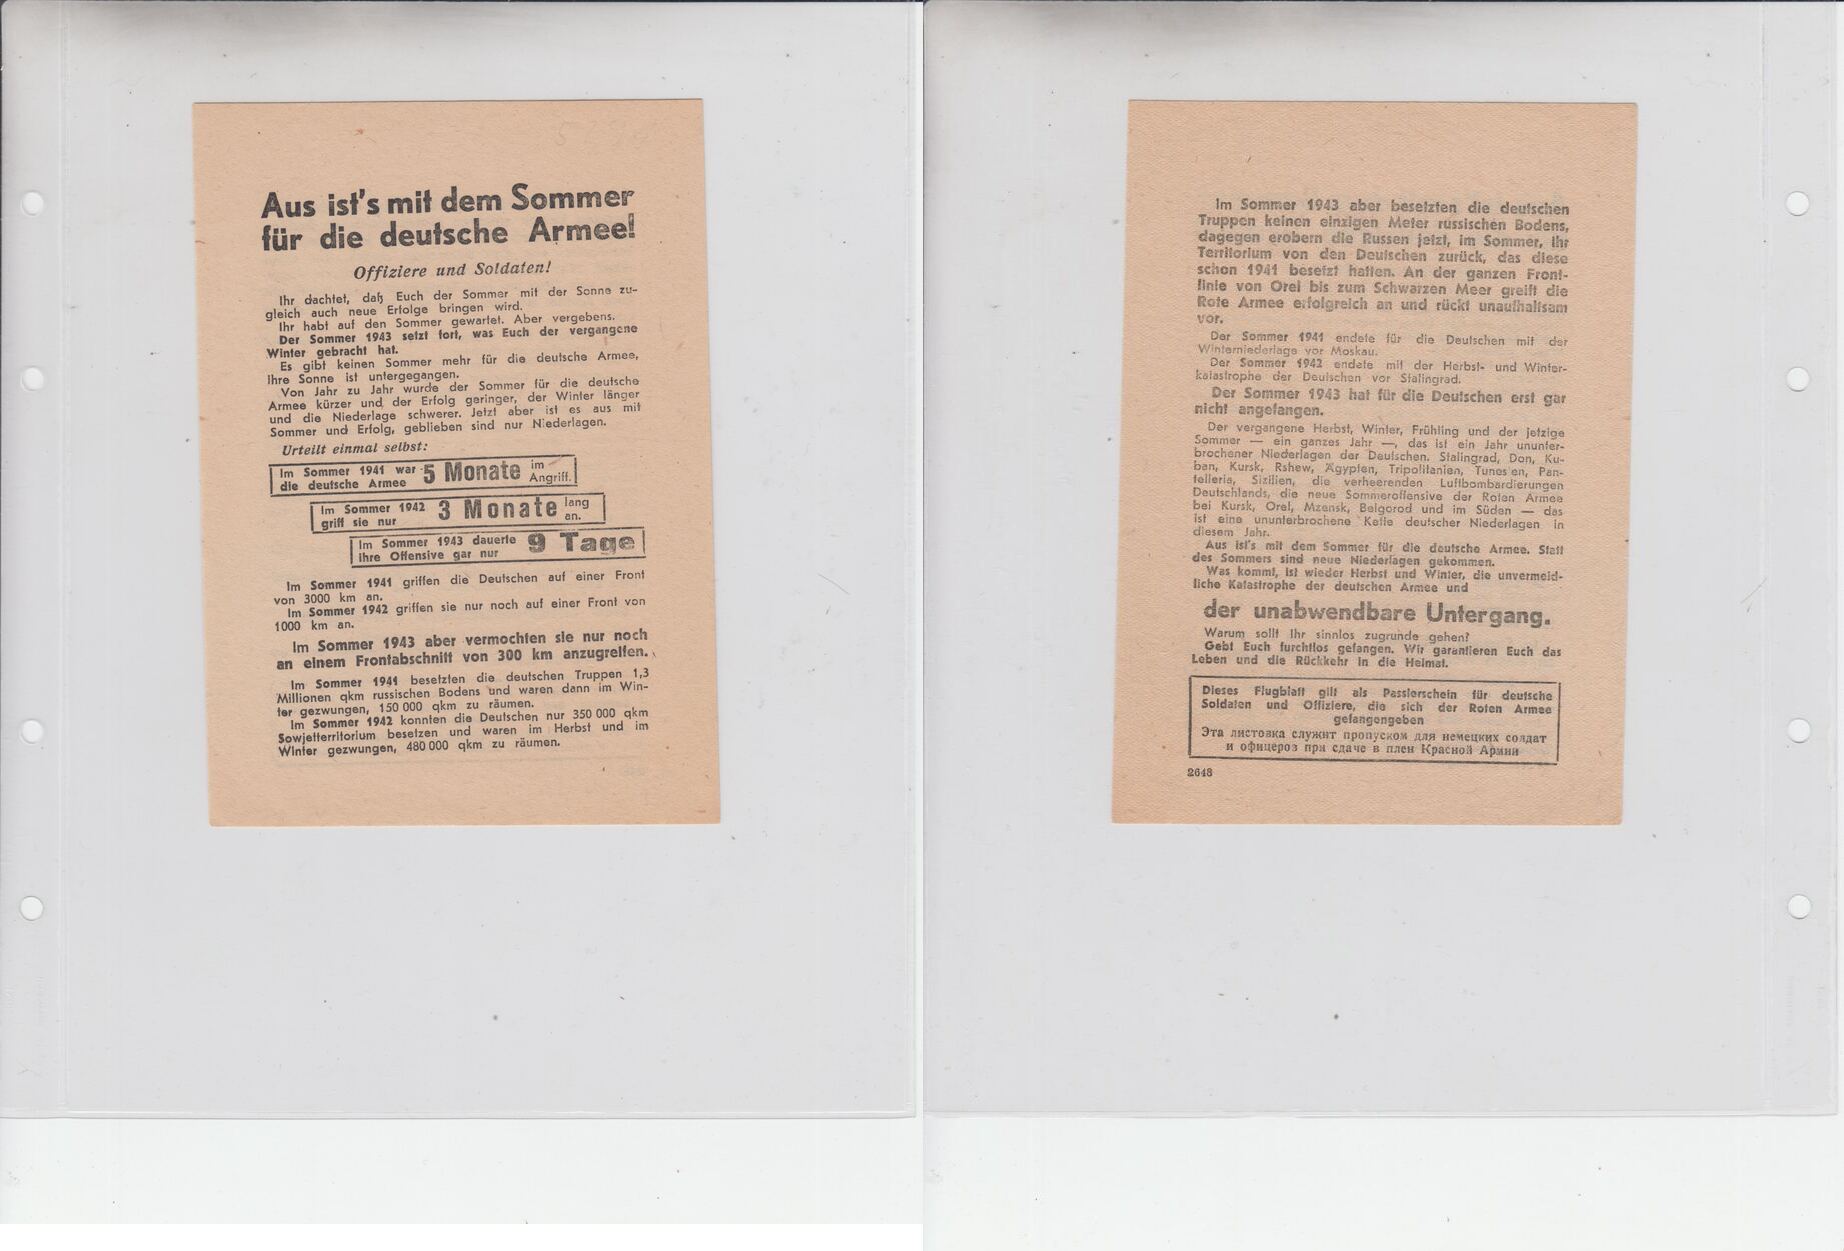 Aus ist's mit dem Sommer
für die deutsche Armee!
Offiziere und Soldaten!
Ihr dachtet, daß Euch der Sommer mit der Sonne zu-
gleich auch neue Erfolge bringen wird.
Ihr habt auf den Sommer gewartet. Aber vergebens.
Der Sommer 1943 setzt fort, was Euch der vergangene
Winter gebracht hat.
Es gibt keinen Sommer mehr für die deutsche Armee,
Ihre Sonne ist untergegangen.
Von Jahr zu Jahr wurde der Sommer für die deutsche
Armee kürzer und der Erfolg geringer, der Winter länger
und die Niederlage schwerer. Jetzt aber ist es aus mit
Sommer und Erfolg, geblieben sind nur Niederlagen.
Urteilt einmal selbst:
Im Sommer 1941 war
die deutsche Armee
5 Monate
im
Angriff.
Im Sommer 1942
griff sie nur
3 Monate
lang
an.
Im Sommer 1943 dauerte
ihre Offensive gar nur
9 Tage
Im Sommer 1941 griffen die Deutschen auf einer Front
von 3000 km an.
Im Sommer 1942 griffen sie nur noch auf einer Front von
1000 km an.
Im Sommer 1943 aber vermochten sie nur noch
an einem Frontabschnitt von 300 km anzugreifen.
Im Sommer 1941 besetzten die deutschen Truppen 1,3
Millionen qkm russischen Bodens und waren dann im Win-
ter gezwungen, 150 000 qkm zu räumen.
Im Sommer 1942 konnten die Deutschen nur 350 000 qkm
Sowjetterritorium besetzen und waren im Herbst und im
Winter gezwungen, 480 000 qkm zu räumen.
Im Sommer 1943 aber besetzten die deutschen
Truppen keinen einzigen Meter russischen Bodens,
dagegen erobern die Russen jetzt, im Sommer, ihr
Territorium von den Deutschen zurück, das diese
schon 1941 besetzt hatten. An der ganzen Front-
linie von Orel bis zum Schwarzen Meer greift die
Rote Armee erfolgreich an und rückt unaufhaltsam
vor.
Der Sommer 1941 endete für die Deutschen mit der
Winterniederlage vor Moskau.
Der Sommer 1942 endete mit der Herbst- und Winter-
katastrophe der Deutschen vor Stalingrad.
Der Sommer 1943 hat für die Deutschen erst gar
nicht angefangen.
Der vergangene Herbst, Winter, Frühling und der jetzige
Sommer — ein ganzes Jahr —, das ist ein Jahr ununter-
brochener Niederlagen der Deutschen. Stalingrad, Don, Ku-
ban, Kursk, Rshew, Ägypten, Tripolitanien, Tunesien, Pan-
telleria, Sizilien, die verheerenden Luftbombardierungen
Deutschlands, die neue Sommeroffensive der Roten Armee
bei Kursk, Orel, Mzensk, Belgorod und im Süden — das
ist eine ununterbrochene Kette deutscher Niederlagen in
diesem Jahr.
Aus ist's mit dem Sommer für die deutsche Armee. Statt
des Sommers sind neue Niederlagen gekommen.
Was kommt, ist wieder Herbst und Winter, die unvermeid-
liche Katastrophe der deutschen Armee und
der unabwendbare Untergang.
Warum sollt Ihr sinnlos zugrunde gehen?
Gebt Euch furchtlos gefangen. Wir garantieren Euch das
Leben und die Rückkehr in die Heimat.
Dieses Flugblatt gilt als Passierschein für deutsche
Soldaten und Offiziere, die sich der Roten Armee
gefangengeben
Эта листовка служит пропуском для немецких солдат
и офицеров при сдаче в плен Красной Армии
2648